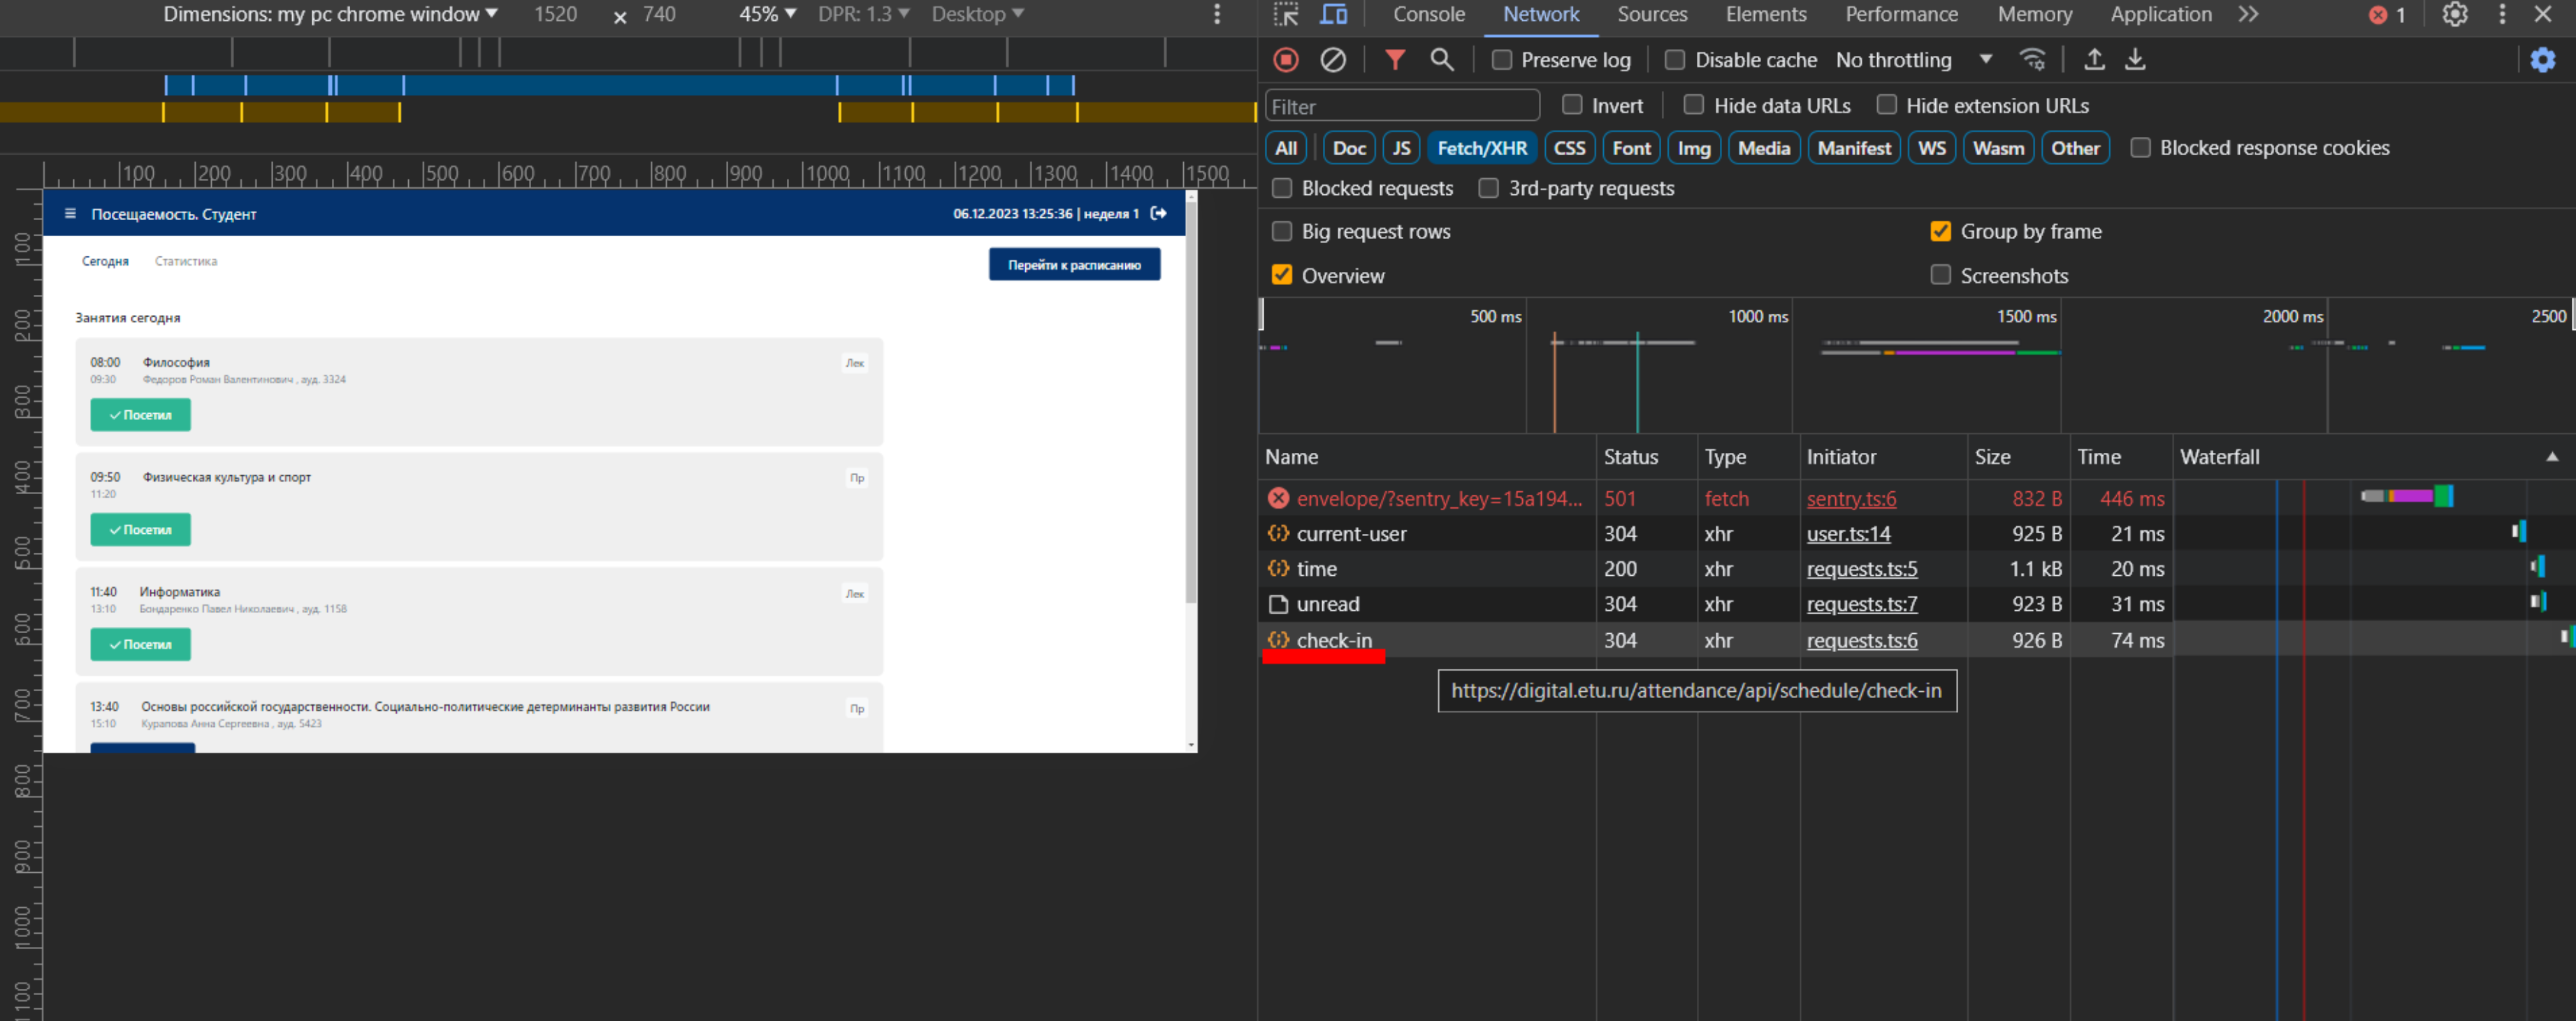 Dimensions: my pc chrome window ▼ 1520 × 740 45% ▼ DPR: 1.3 ▼ Desktop ▼
100 200 300 400 500 600 700 800 900 1000 1100 1200 1300 1400 1500
100
200
300
400
500
600
700
800
900
1000
1100
Посещаемость. Студент
06.12.2023 13:25:36 | неделя 1
Сегодня Статистика
Перейти к расписанию
Занятия сегодня
08:00 Философия Лек
09:30 Федоров Роман Валентинович , ауд. 3324
Посетил
09:50 Физическая культура и спорт Пр
11:20
Посетил
11:40 Информатика Лек
13:10 Бондаренко Павел Николаевич , ауд. 1158
Посетил
13:40 Основы российской государственности. Социально-политические детерминанты развития России Пр
15:10 Курапова Анна Сергеевна , ауд. 5423
Console Network Sources Elements Performance Memory Application 1
Preserve log Disable cache No throttling
Filter Invert Hide data URLs Hide extension URLs
All Doc JS Fetch/XHR CSS Font Img Media Manifest WS Wasm Other Blocked response cookies
Blocked requests 3rd-party requests
Big request rows Group by frame
Overview Screenshots
500 ms 1000 ms 1500 ms 2000 ms 2500
Name Status Type Initiator Size Time Waterfall
envelope/?sentry_key=15a194... 501 fetch sentry.ts:6 832 B 446 ms
current-user 304 xhr user.ts:14 925 B 21 ms
time 200 xhr requests.ts:5 1.1 kB 20 ms
unread 304 xhr requests.ts:7 923 B 31 ms
check-in 304 xhr requests.ts:6 926 B 74 ms
https://digital.etu.ru/attendance/api/schedule/check-in